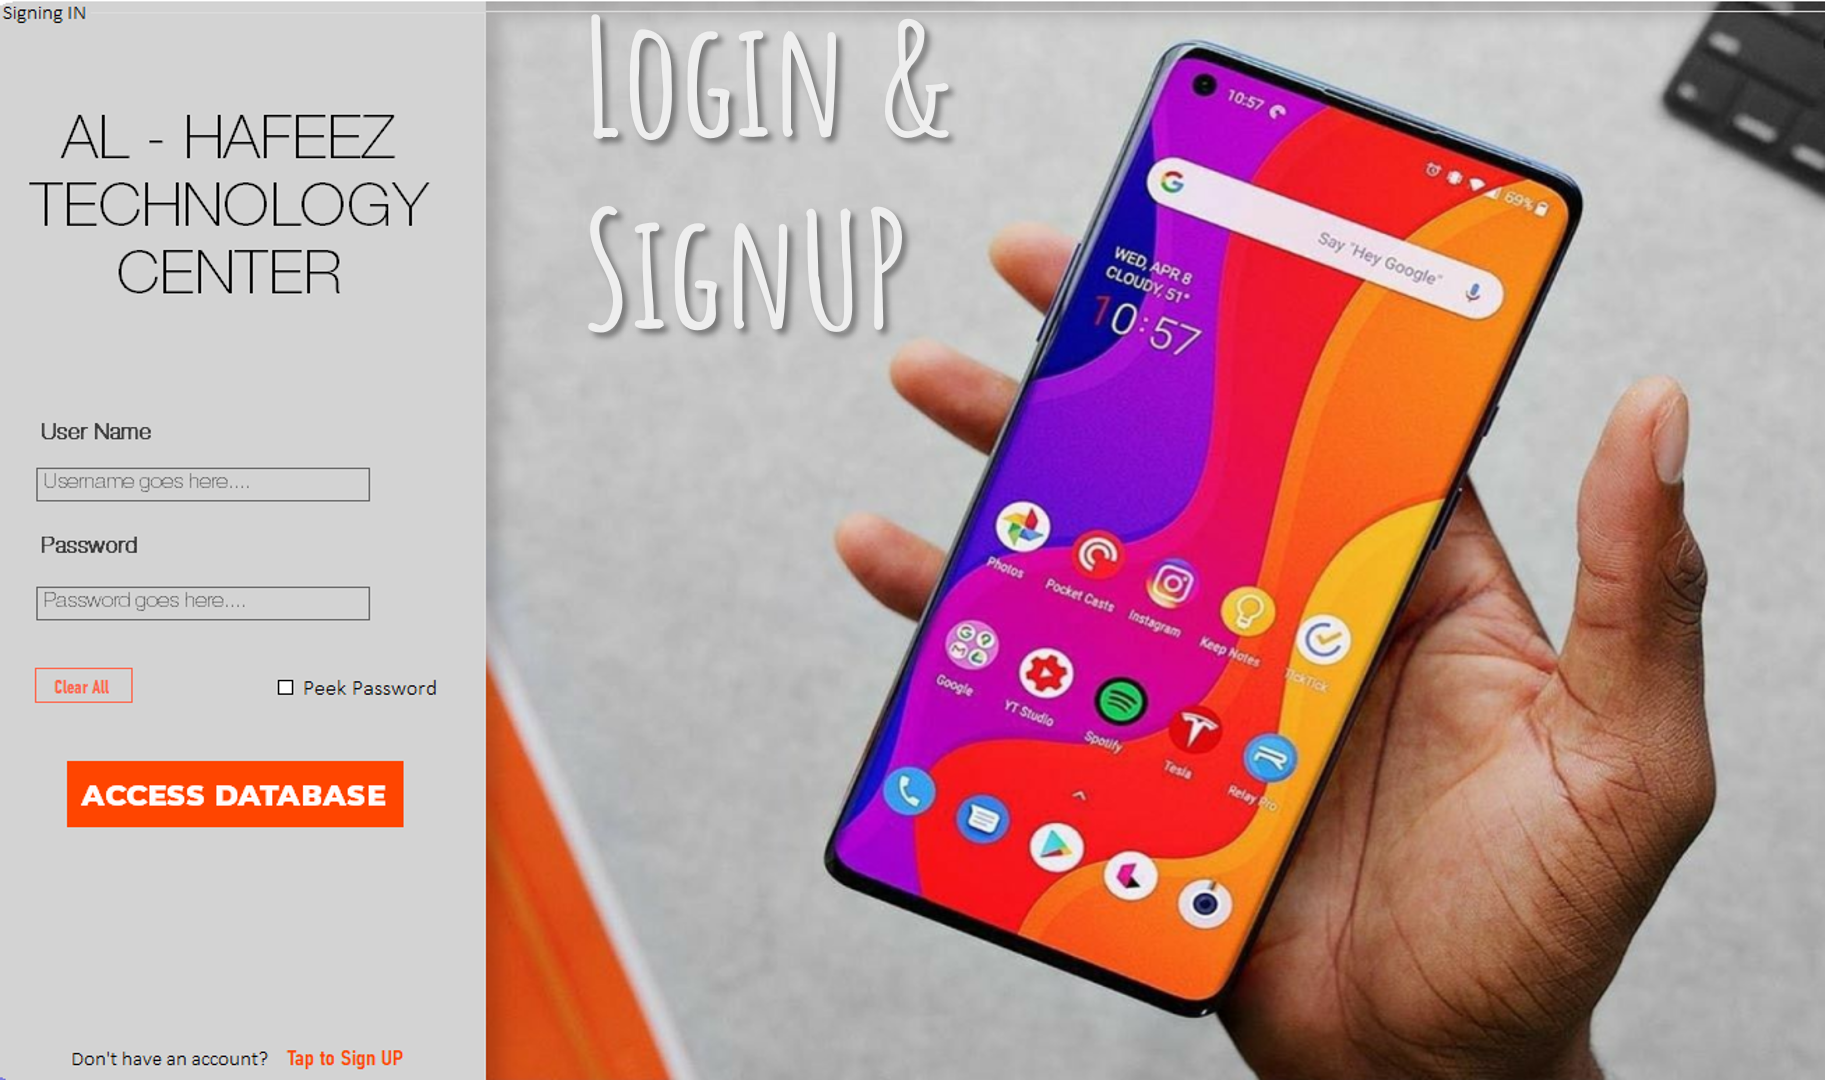 Signing IN
AL - HAFEEZ
TECHNOLOGY
CENTER
User Name
Username goes here....
Password
Password goes here....
Clear All
Peek Password
ACCESS DATABASE
Don't have an account? Tap to Sign UP
LOGIN &
SIGNUP
10:57
69%
Say "Hey Google"
WED, APR 8
CLOUDY, 51°
10:57
Photos
Pocket Casts
Instagram
Keep Notes
TickTick
Google
YT Studio
Spotify
Tesla
Relay Pro